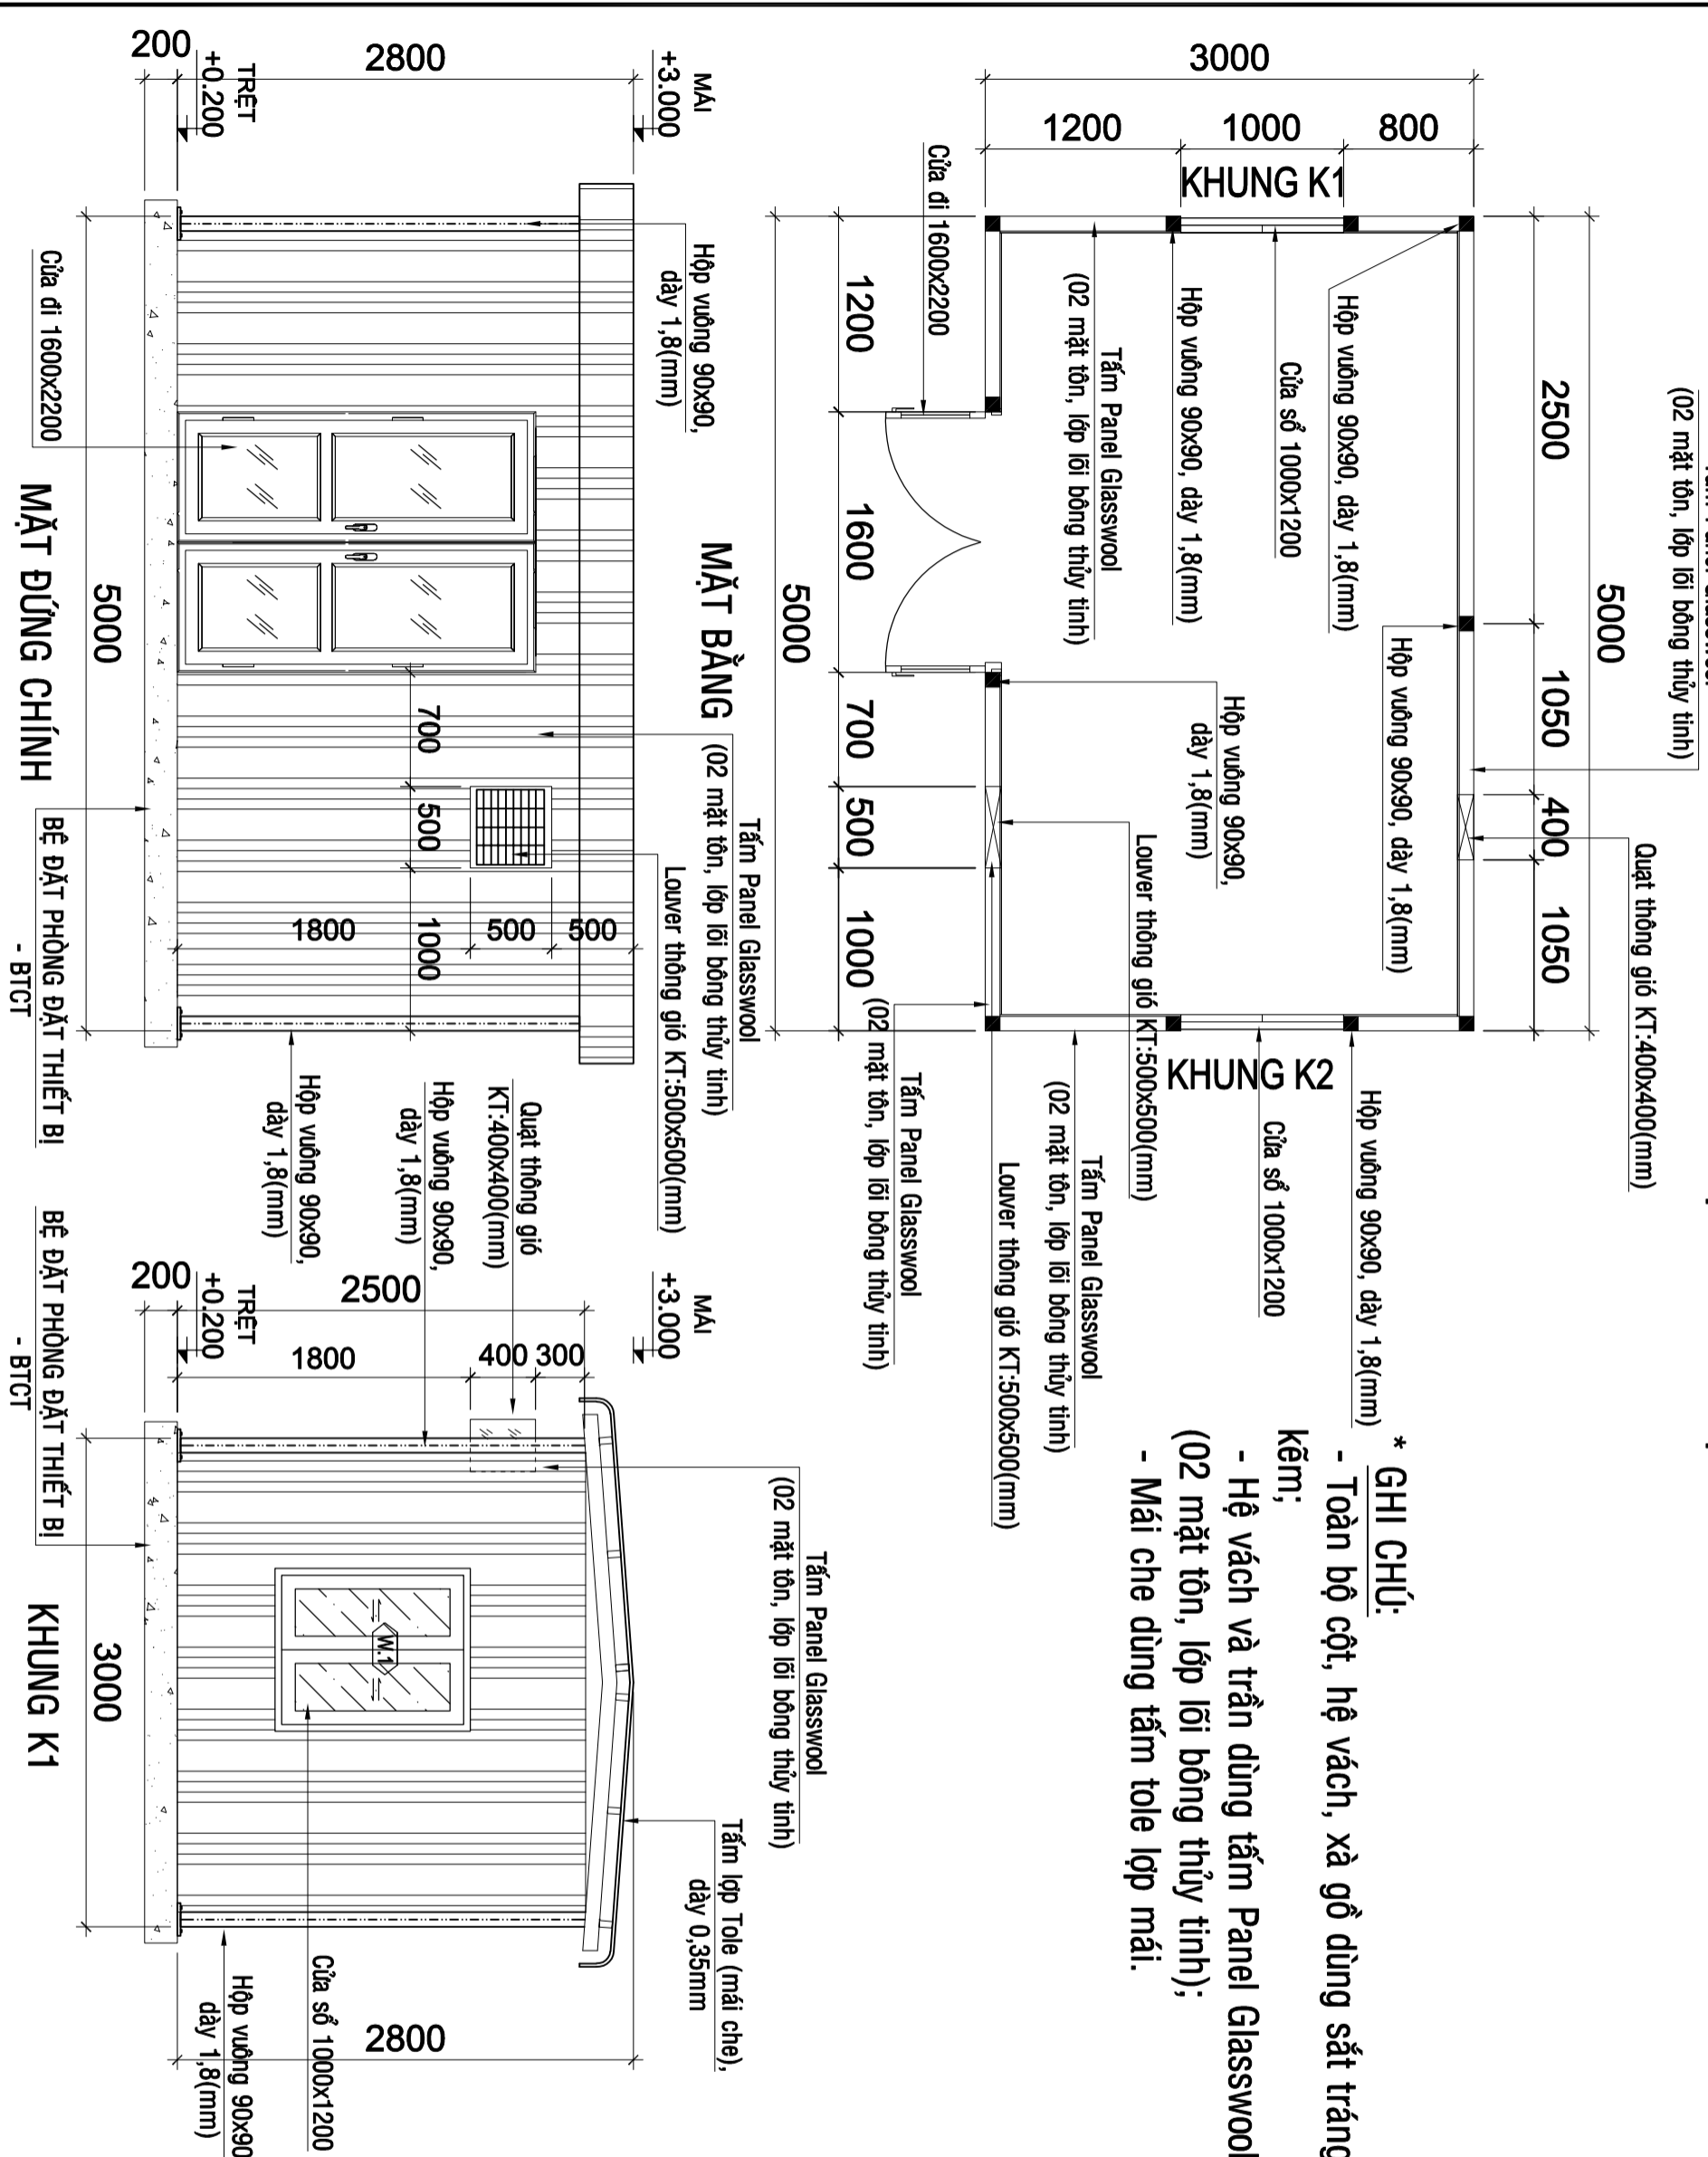 (02 mặt tôn, lớp lõi bông thủy tinh)
Quạt thông gió KT:400x400(mm)
5000
2500
1050
400
1050
3000
1200
1000
800
KHUNG K1
Hộp vuông 90x90, dày 1,8(mm)
Hộp vuông 90x90, dày 1,8(mm)
Cửa sổ 1000x1200
Hộp vuông 90x90, dày 1,8(mm)
Tấm Panel Glasswool
(02 mặt tôn, lớp lõi bông thủy tinh)
Hộp vuông 90x90,
dày 1,8(mm)
Louver thông gió KT:500x500(mm)
Cửa đi 1600x2200
KHUNG K2
Hộp vuông 90x90, dày 1,8(mm)
Cửa sổ 1000x1200
Tấm Panel Glasswool
(02 mặt tôn, lớp lõi bông thủy tinh)
Louver thông gió KT:500x500(mm)
Tấm Panel Glasswool
(02 mặt tôn, lớp lõi bông thủy tinh)
1200
1600
700
500
1000
5000
MẶT BẰNG
* GHI CHÚ:
- Toàn bộ cột, hệ vách, xà gồ dùng sắt tráng
kẽm;
- Hệ vách và trần dùng tấm Panel Glasswool
(02 mặt tôn, lớp lõi bông thủy tinh);
- Mái che dùng tấm tole lợp mái.
MÁI
+3.000
2800
TRỆT
+0.200
200
Hộp vuông 90x90,
dày 1,8(mm)
Tấm Panel Glasswool
(02 mặt tôn, lớp lõi bông thủy tinh)
Louver thông gió KT:500x500(mm)
500
500
1800
700
500
1000
Cửa đi 1600x2200
Hộp vuông 90x90,
dày 1,8(mm)
5000
BỆ ĐẶT PHÒNG ĐẶT THIẾT BỊ
- BTCT
MẶT ĐỨNG CHÍNH
MÁI
+3.000
Quạt thông gió
KT:400x400(mm)
Hộp vuông 90x90,
dày 1,8(mm)
2500
300
400
1800
TRỆT
+0.200
200
Tấm Panel Glasswool
(02 mặt tôn, lớp lõi bông thủy tinh)
Tấm lợp Tole (mái che),
dày 0,35mm
W.1
2800
Cửa sổ 1000x1200
Hộp vuông 90x90
dày 1,8(mm)
3000
BỆ ĐẶT PHÒNG ĐẶT THIẾT BỊ
- BTCT
KHUNG K1